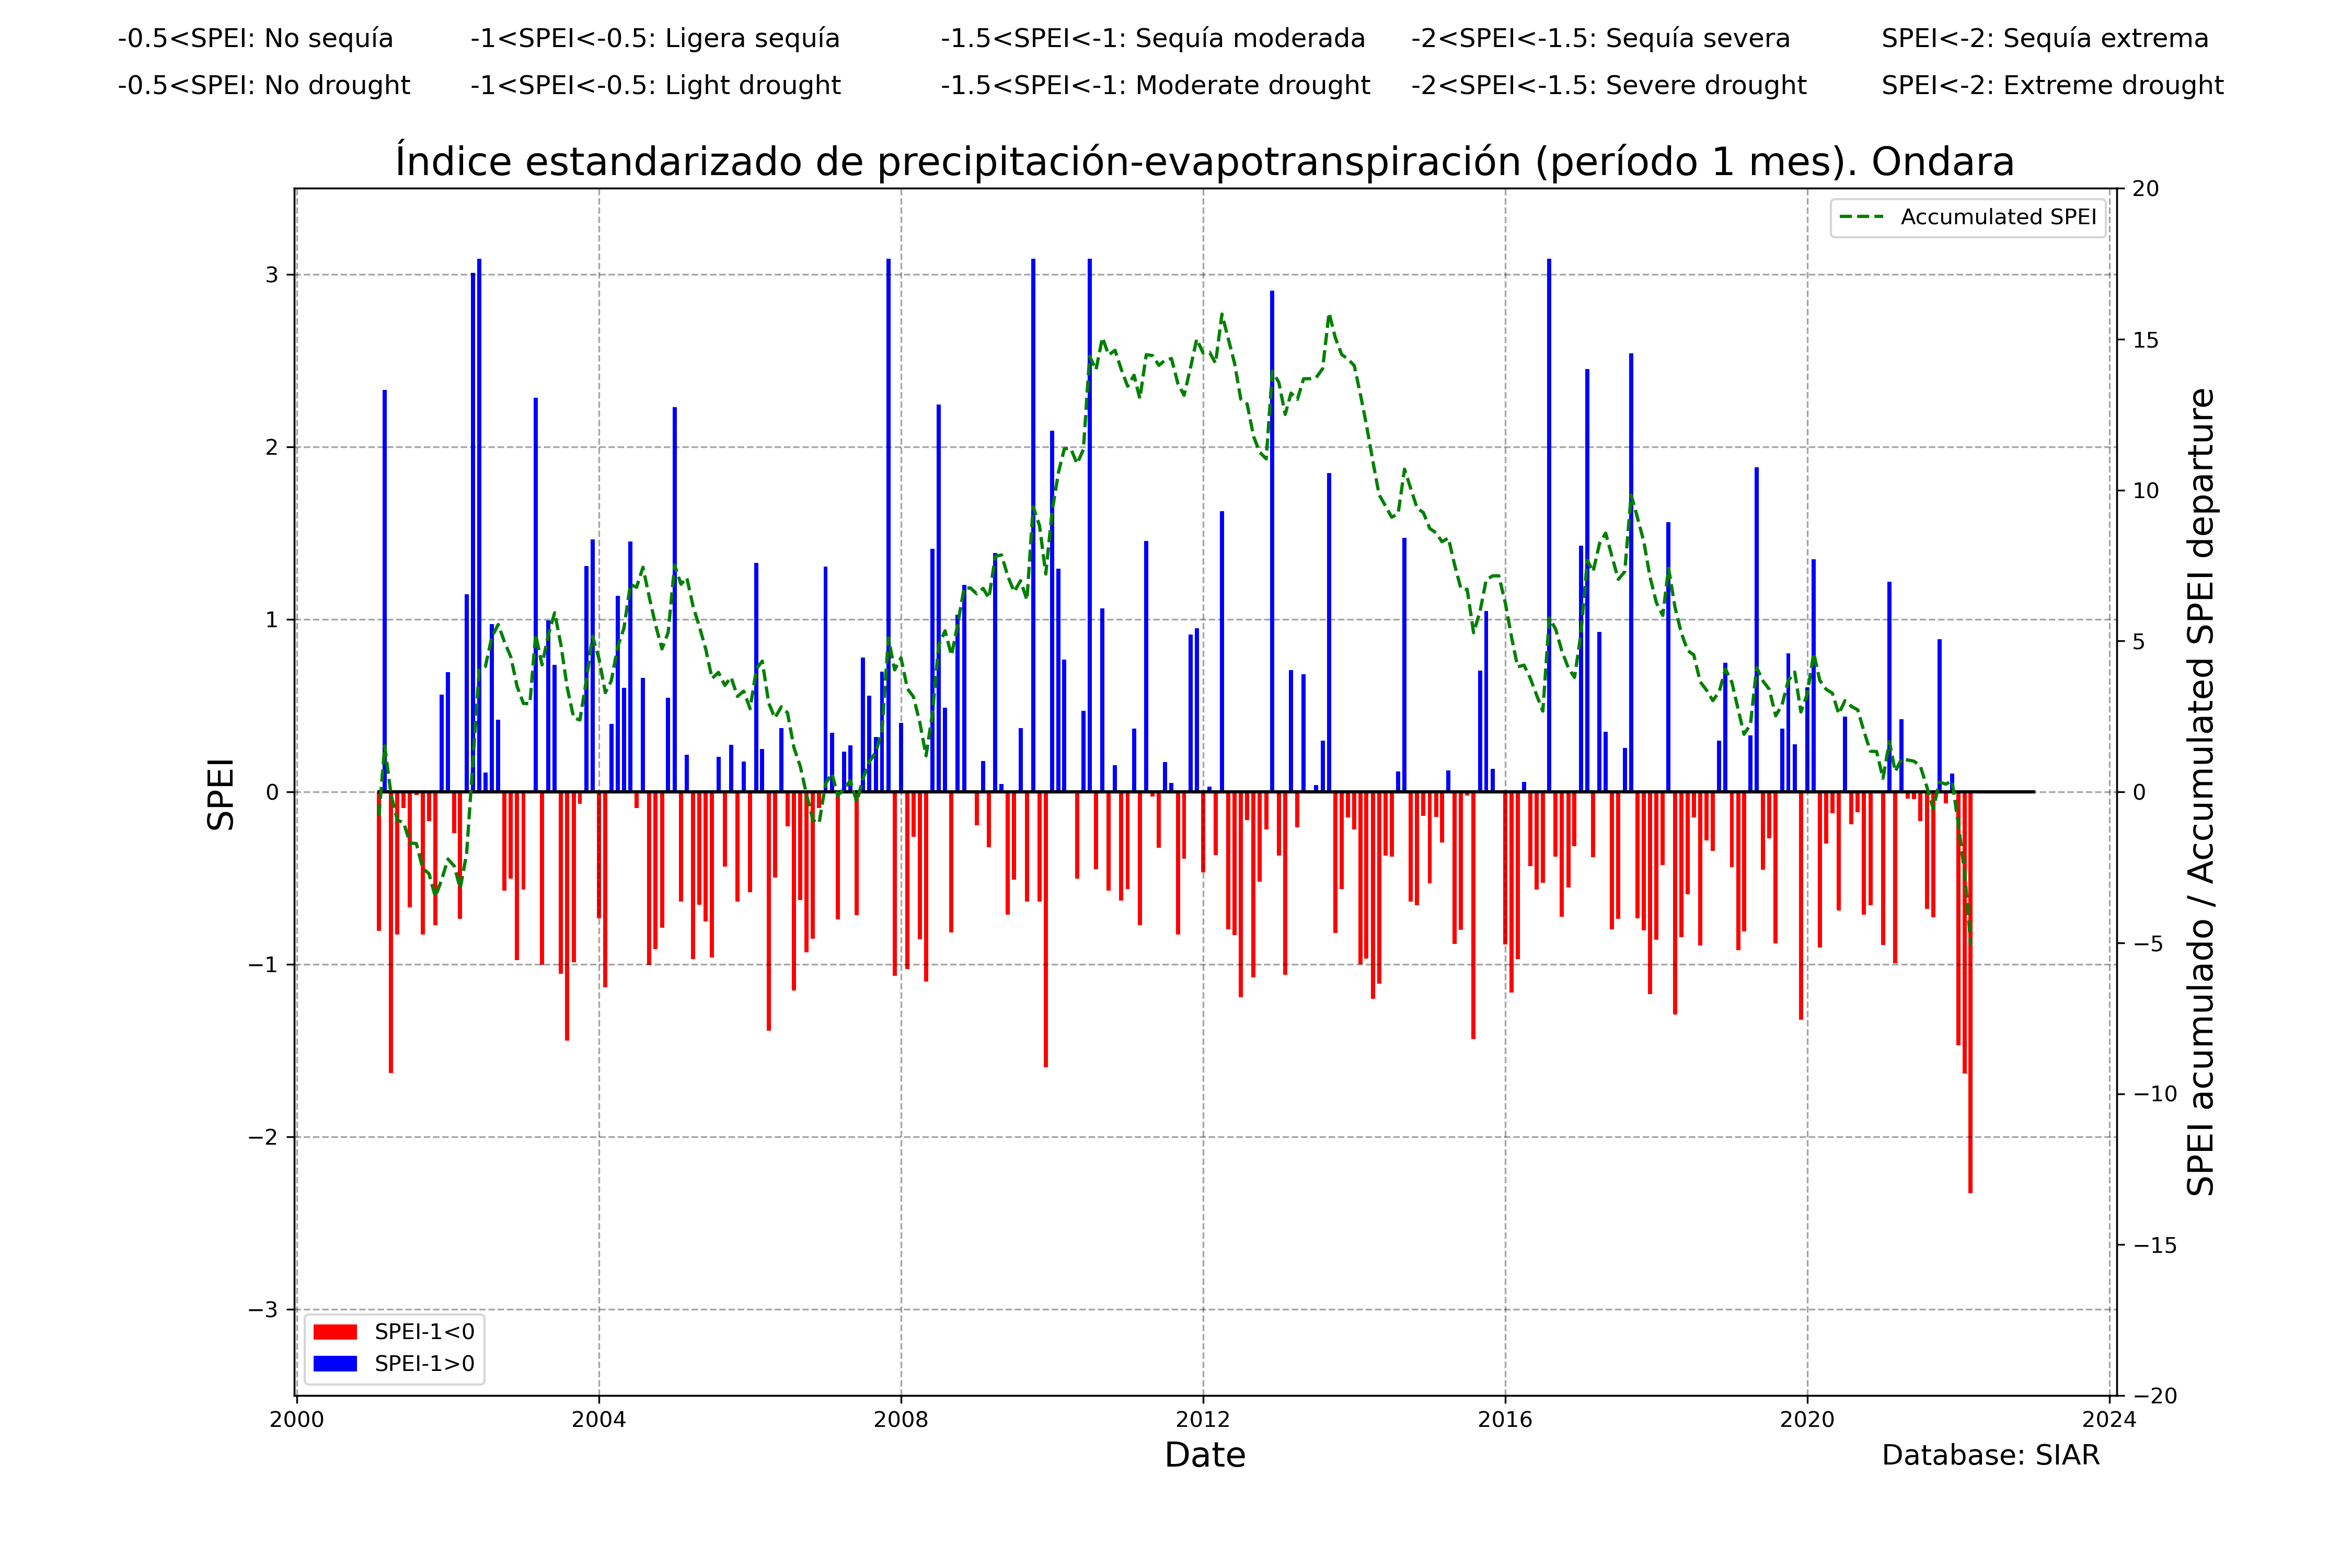 -0.5<SPEI: No sequía -1<SPEI<-0.5: Ligera sequía -1.5<SPEI<-1: Sequía moderada -2<SPEI<-1.5: Sequía severa SPEI<-2: Sequía extrema
-0.5<SPEI: No drought -1<SPEI<-0.5: Light drought -1.5<SPEI<-1: Moderate drought -2<SPEI<-1.5: Severe drought SPEI<-2: Extreme drought
Índice estandarizado de precipitación-evapotranspiración (período 1 mes). Ondara
Accumulated SPEI
SPEI
3
2
1
0
−1
−2
−3
20
15
10
5
0
−5
−10
−15
−20
SPEI acumulado / Accumulated SPEI departure
SPEI-1<0
SPEI-1>0
2000 2004 2008 2012 2016 2020 2024
Date
Database: SIAR